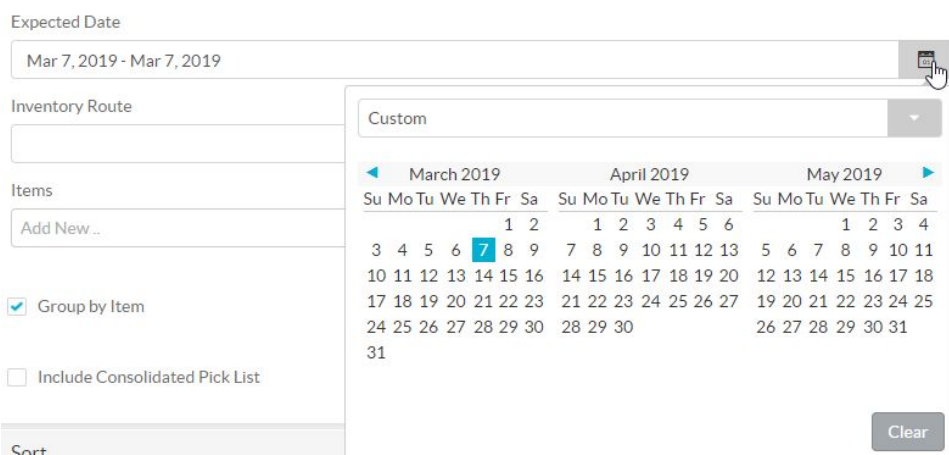 Expected Date
Mar 7, 2019 - Mar 7, 2019
Inventory Route
Custom
Items
Add New ..
March 2019 April 2019 May 2019
Su Mo Tu We Th Fr Sa Su Mo Tu We Th Fr Sa Su Mo Tu We Th Fr Sa
1 2 1 2 3 4 5 6 1 2 3 4
3 4 5 6 7 8 9 7 8 9 10 11 12 13 5 6 7 8 9 10 11
10 11 12 13 14 15 16 14 15 16 17 18 19 20 12 13 14 15 16 17 18
17 18 19 20 21 22 23 21 22 23 24 25 26 27 19 20 21 22 23 24 25
24 25 26 27 28 29 30 28 29 30 26 27 28 29 30 31
31
Group by Item
Include Consolidated Pick List
Clear
Sort